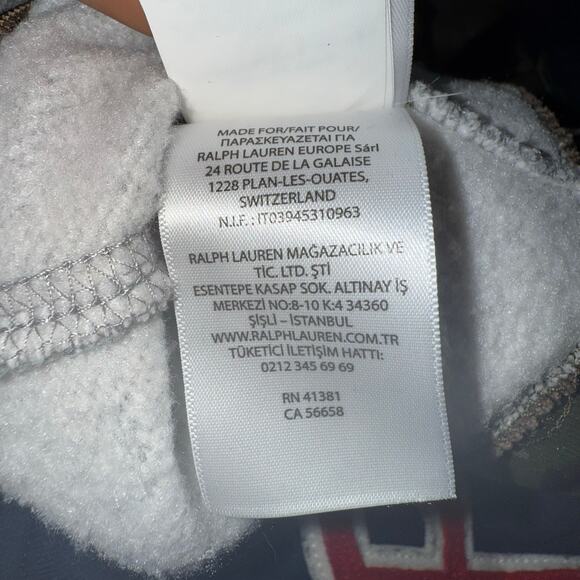 MADE FOR/FAIT POUR/
ΠΑΡΑΣΚΕΥΑΖΕΤΑΙ ΓΙΑ
RALPH LAUREN EUROPE Sárl
24 ROUTE DE LA GALAISE
1228 PLAN-LES-OUATES,
SWITZERLAND
N.I.F. : IT03945310963
RALPH LAUREN MAĞAZACILIK VE
TİC. LTD. ŞTİ
ESENTEPE KASAP SOK. ALTINAY İŞ
MERKEZİ NO:8-10 K:4 34360
ŞİŞLİ – İSTANBUL
WWW.RALPHLAUREN.COM.TR
TÜKETİCİ İLETİŞİM HATTI:
0212 345 69 69
RN 41381
CA 56658